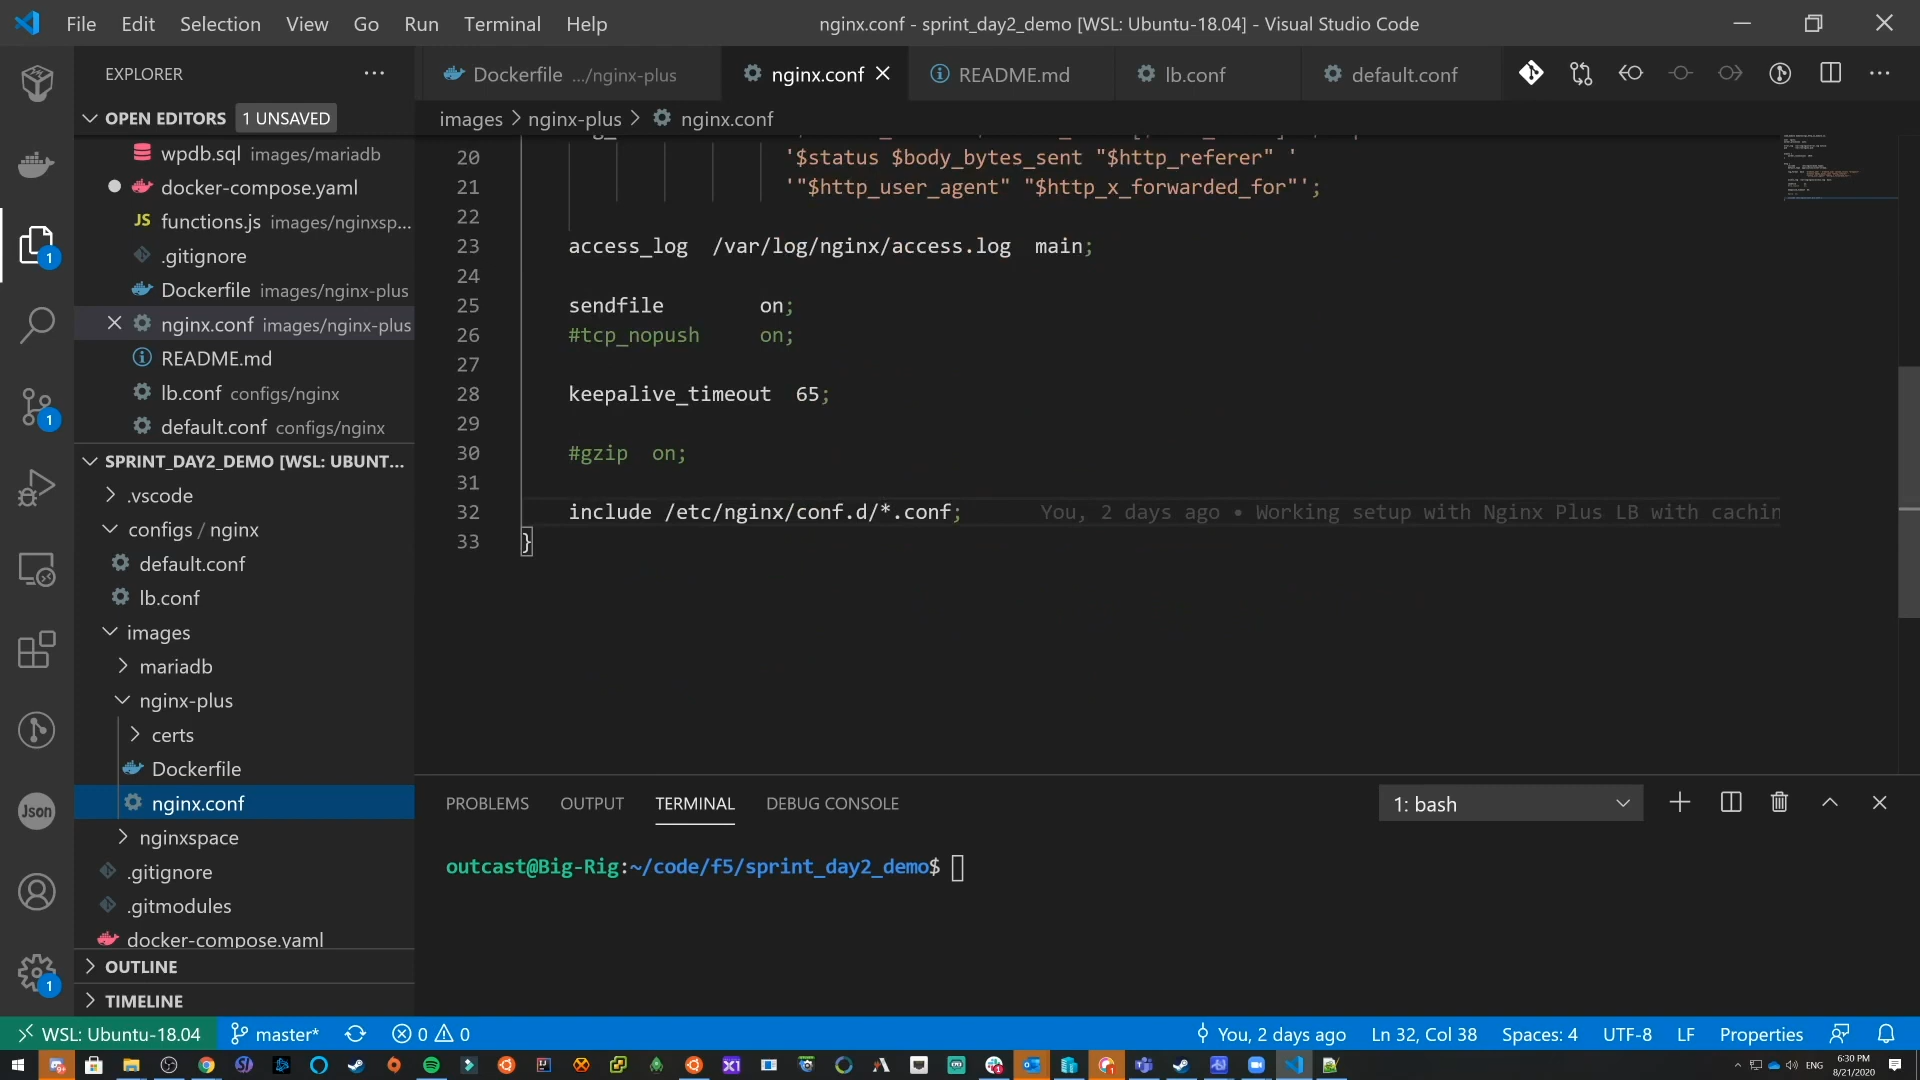 File Edit Selection View Go Run Terminal Help
nginx.conf - sprint_day2_demo [WSL: Ubuntu-18.04] - Visual Studio Code
EXPLORER
Dockerfile .../nginx-plus
nginx.conf
README.md
lb.conf
default.conf
OPEN EDITORS 1 UNSAVED
images > nginx-plus > nginx.conf
wpdb.sql images/mariadb
docker-compose.yaml
JS functions.js images/nginxsp...
.gitignore
Dockerfile images/nginx-plus
nginx.conf images/nginx-plus
README.md
lb.conf configs/nginx
default.conf configs/nginx
SPRINT_DAY2_DEMO [WSL: UBUNT...
.vscode
configs / nginx
default.conf
lb.conf
images
mariadb
nginx-plus
certs
Dockerfile
nginx.conf
nginxspace
.gitignore
.gitmodules
docker-compose.yaml
OUTLINE
TIMELINE
1
1
Json
1
20 '$status $body_bytes_sent "$http_referer" '
21 '"$http_user_agent" "$http_x_forwarded_for"';
22
23 access_log /var/log/nginx/access.log main;
24
25 sendfile on;
26 #tcp_nopush on;
27
28 keepalive_timeout 65;
29
30 #gzip on;
31
32 include /etc/nginx/conf.d/*.conf; You, 2 days ago • Working setup with Nginx Plus LB with cachin
33 }
PROBLEMS OUTPUT TERMINAL DEBUG CONSOLE
1: bash
outcast@Big-Rig:~/code/f5/sprint_day2_demo$
WSL: Ubuntu-18.04 master* 0 0
You, 2 days ago Ln 32, Col 38 Spaces: 4 UTF-8 LF Properties
ENG
6:30 PM
8/21/2020